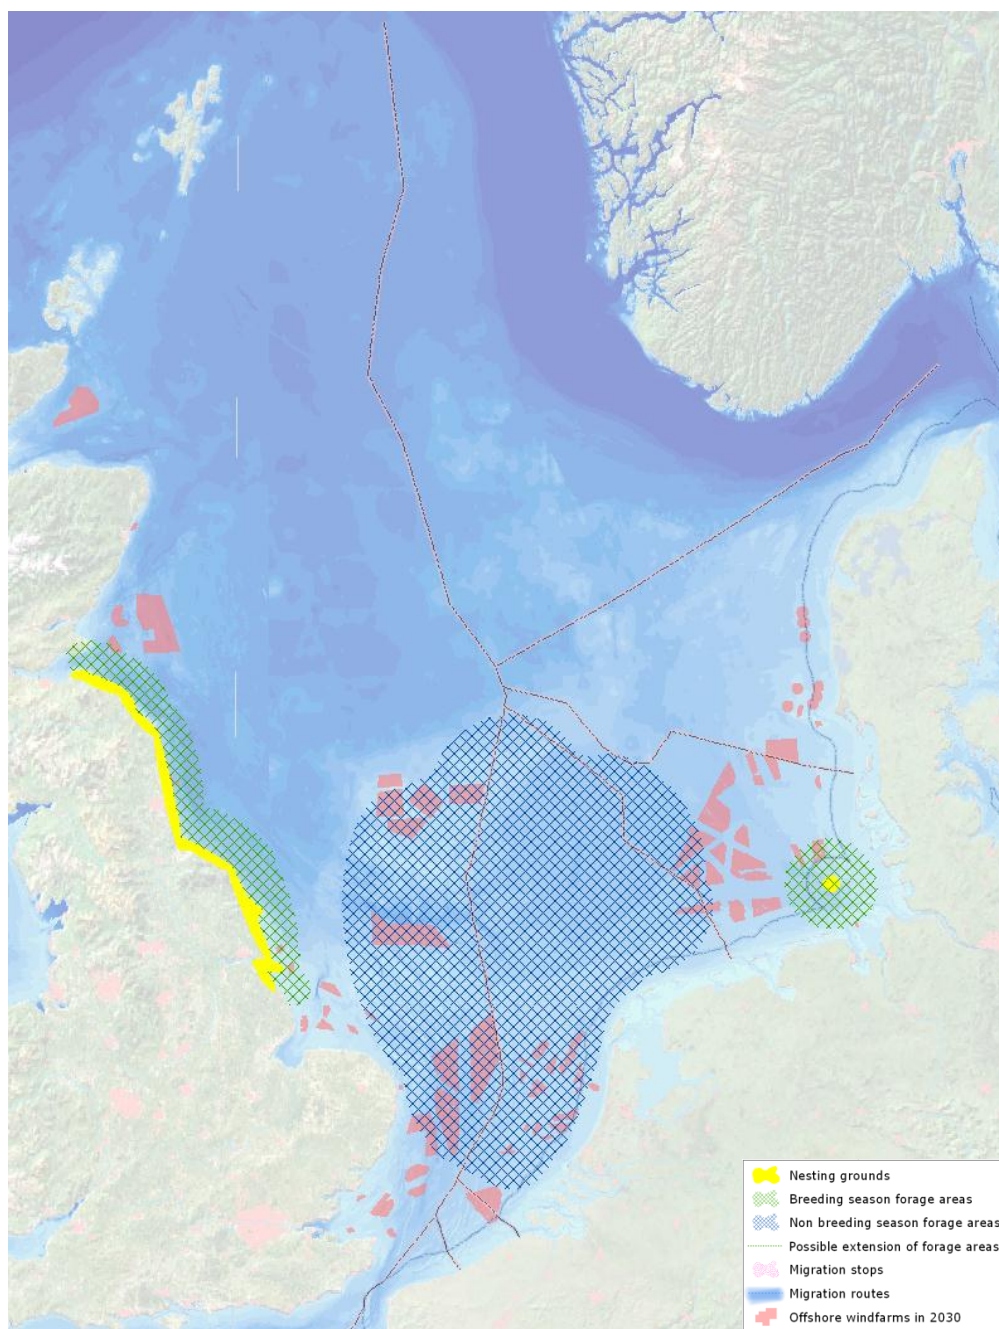 Nesting grounds
Breeding season forage areas
Non breeding season forage areas
Possible extension of forage areas
Migration stops
Migration routes
Offshore windfarms in 2030